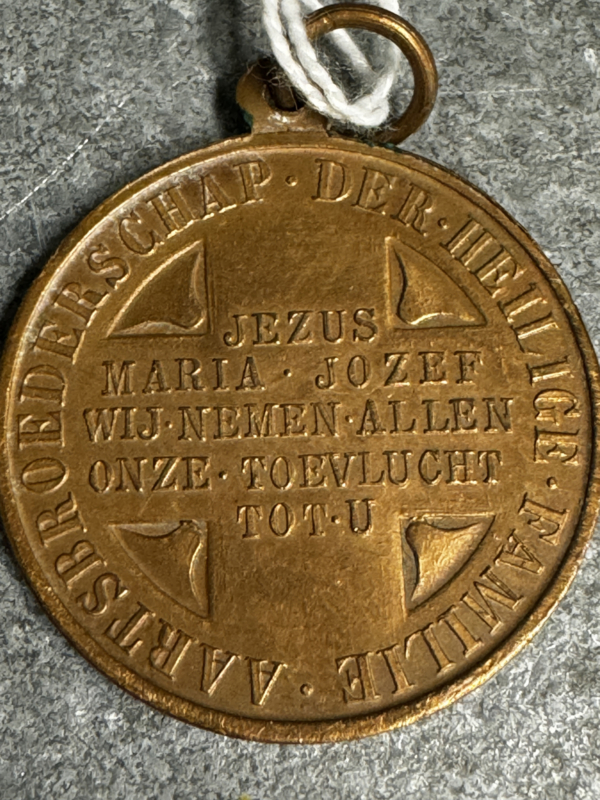 AARTSBROEDERSCHAP · DER · HEILIGE · FAMILIE ·
JEZUS
MARIA · JOZEF
WIJ · NEMEN · ALLEN
ONZE · TOEVLUCHT
TOT · U